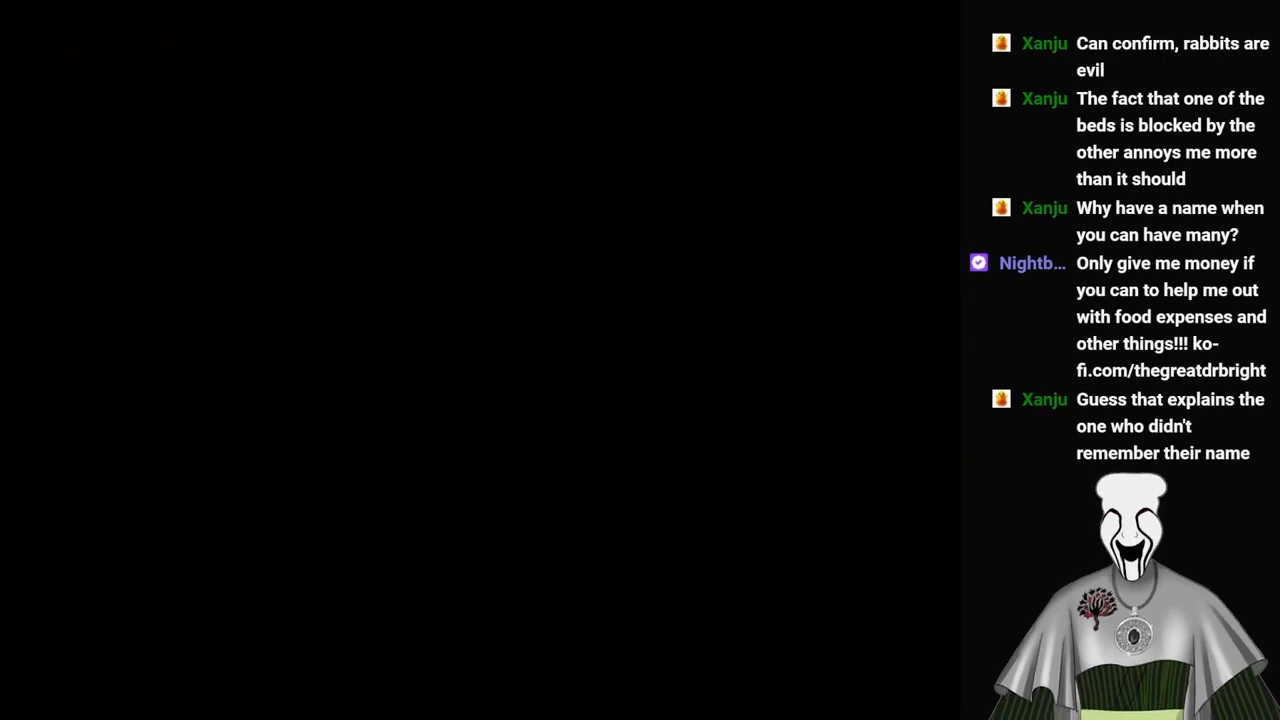 Xanju Can confirm, rabbits are
evil
Xanju The fact that one of the
beds is blocked by the
other annoys me more
than it should
Xanju Why have a name when
you can have many?
Nightb… Only give me money if
you can to help me out
with food expenses and
other things!!! ko-
fi.com/thegreatdrbright
Xanju Guess that explains the
one who didn't
remember their name